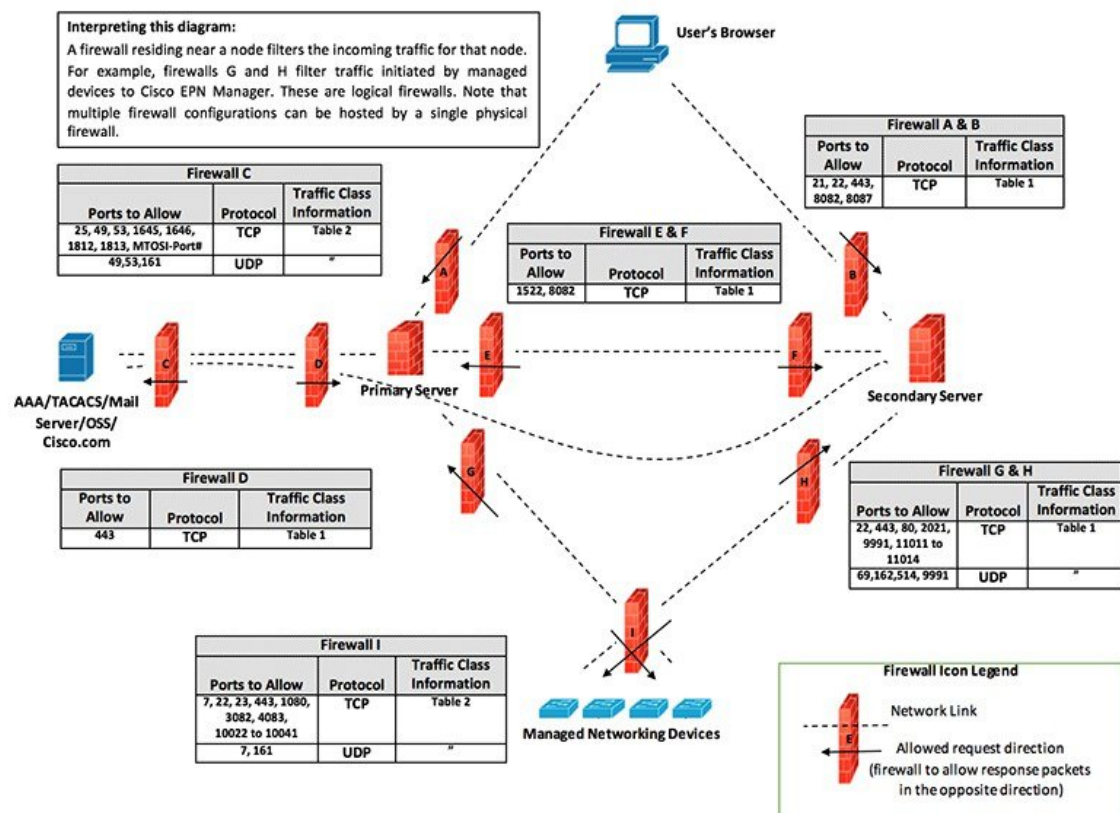 Interpreting this diagram:
A firewall residing near a node filters the incoming traffic for that node.
For example, firewalls G and H filter traffic initiated by managed
devices to Cisco EPN Manager. These are logical firewalls. Note that
multiple firewall configurations can be hosted by a single physical
firewall.
User's Browser
Firewall A & B
Ports to Allow Protocol Traffic Class Information
21, 22, 443,
8082, 8087
TCP
Table 1
Firewall C
Ports to Allow Protocol Traffic Class Information
25, 49, 53, 1645, 1646,
1812, 1813, MTOSI-Port#
TCP
Table 2
49,53,161 UDP "
Firewall E & F
Ports to Allow Protocol Traffic Class Information
1522, 8082 TCP Table 1
A
B
C
D
E
F
Primary Server
Secondary Server
AAA/TACACS/Mail
Server/OSS/
Cisco.com
G
H
Firewall D
Ports to Allow Protocol Traffic Class Information
443 TCP Table 1
Firewall G & H
Ports to Allow Protocol Traffic Class Information
22, 443, 80, 2021,
9991, 11011 to
11014
TCP
Table 1
69,162,514, 9991 UDP "
I
Firewall I
Ports to Allow Protocol Traffic Class Information
7, 22, 23, 443, 1080,
3082, 4083,
10022 to 10041
TCP
Table 2
7, 161 UDP "
Managed Networking Devices
Firewall Icon Legend
Network Link
E
Allowed request direction
(firewall to allow response packets
in the opposite direction)